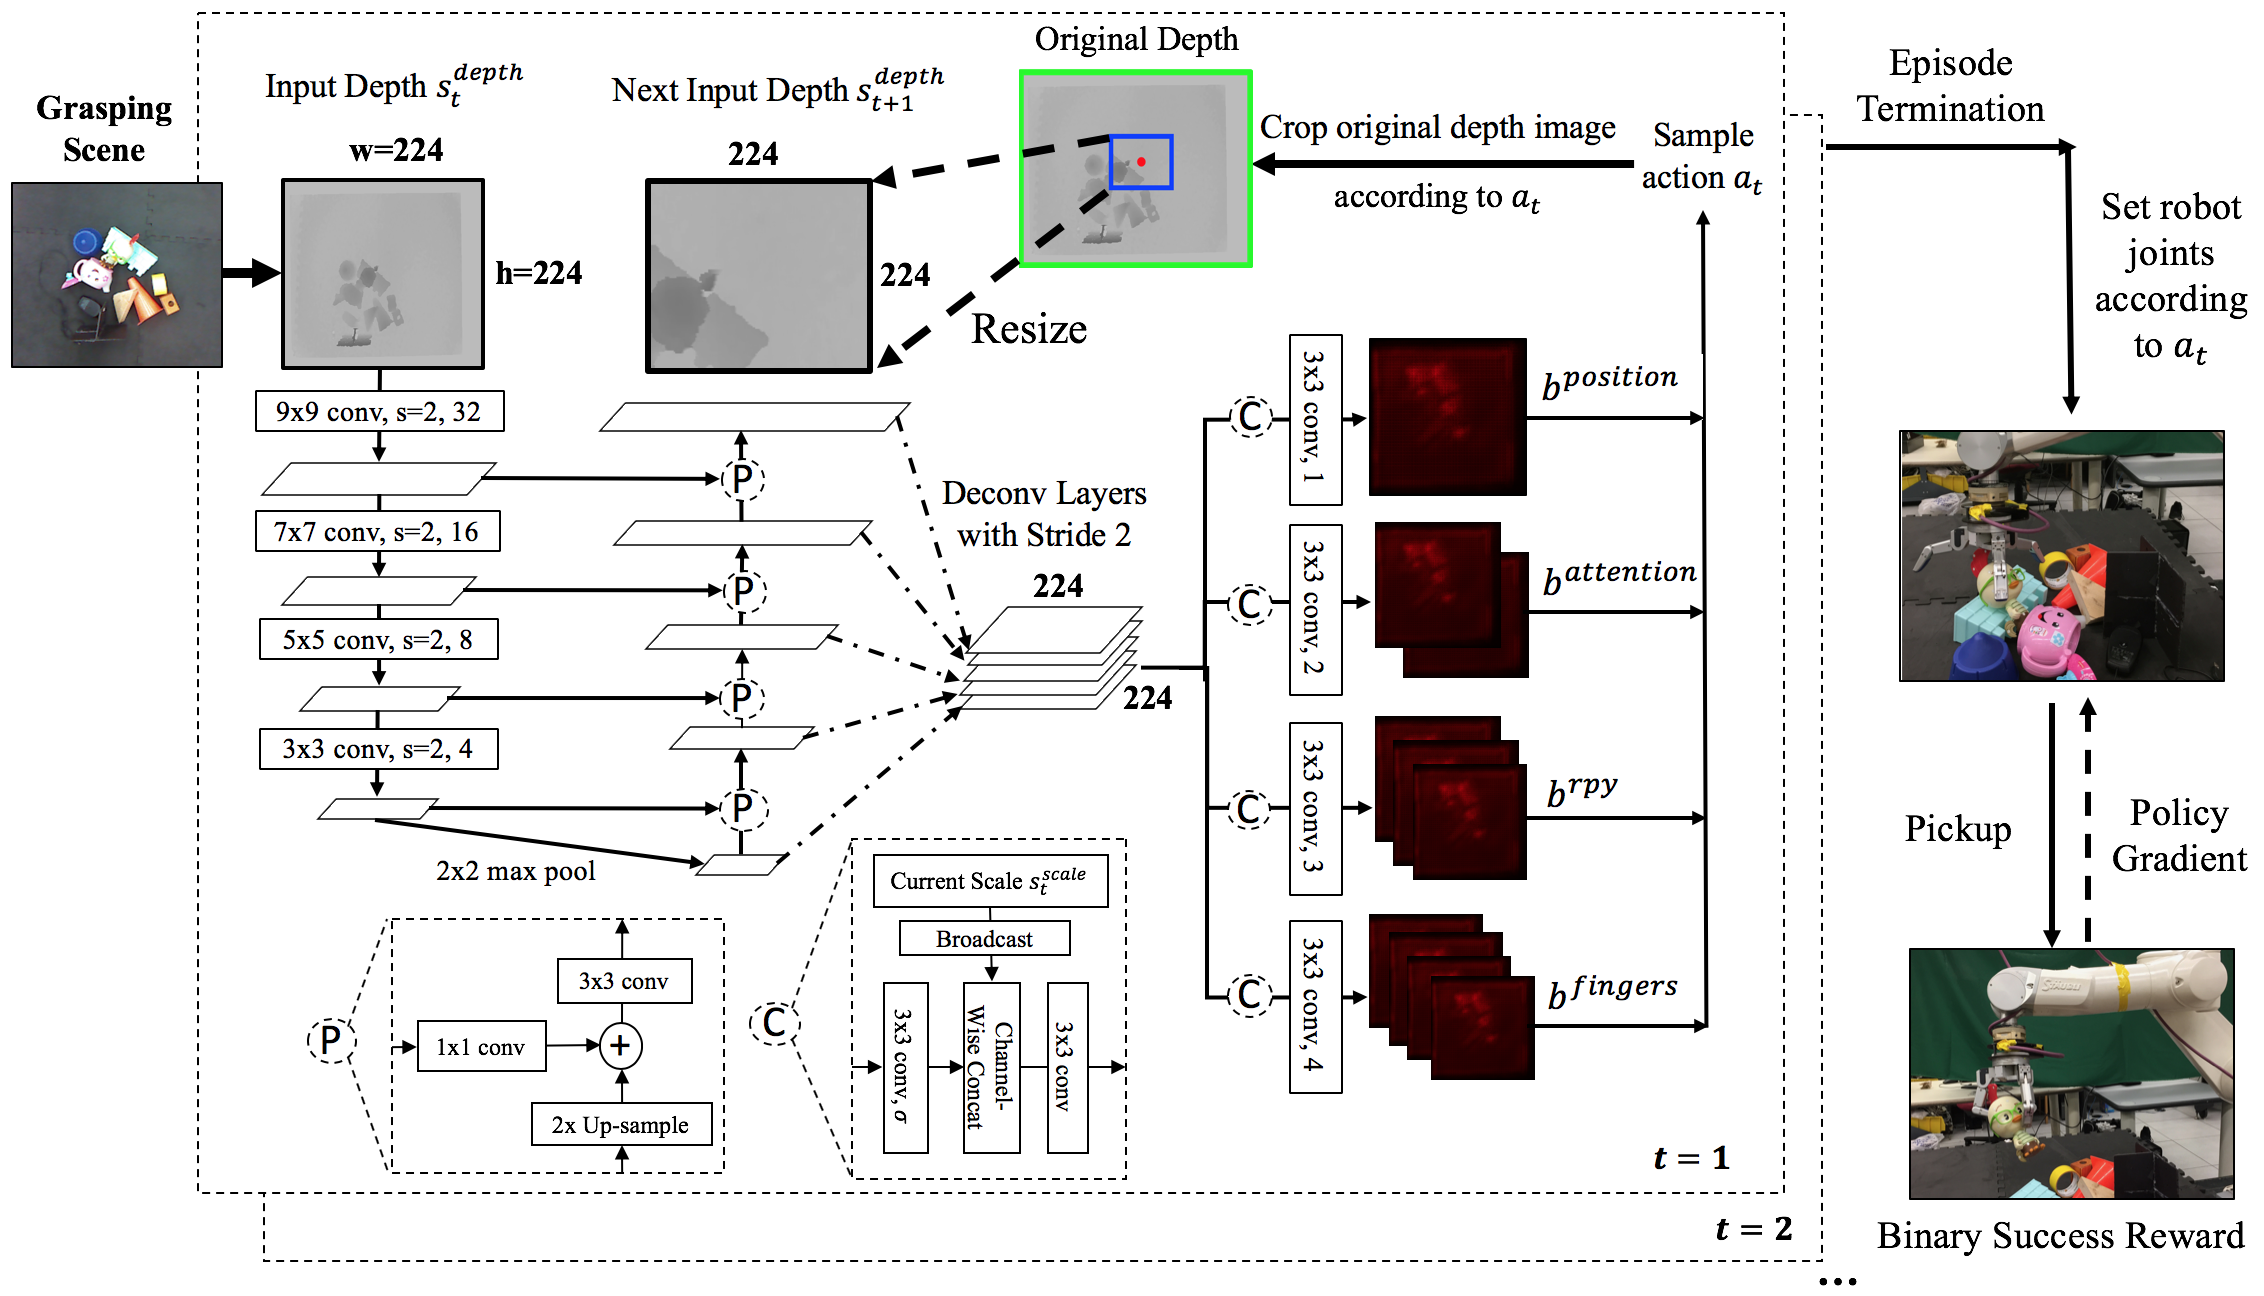 Grasping
Scene
Input Depth $s_t^{depth}$
w=224
h=224
Next Input Depth $s_{t+1}^{depth}$
224
224
Original Depth
Crop original depth image
according to $a_t$
Sample
action $a_t$
Resize
Episode
Termination
Set robot
joints
according
to $a_t$
9x9 conv, s=2, 32
7x7 conv, s=2, 16
5x5 conv, s=2, 8
3x3 conv, s=2, 4
2x2 max pool
P
P
P
P
Deconv Layers
with Stride 2
224
224
C
3x3 conv, 1
$b^{position}$
C
3x3 conv, 2
$b^{attention}$
C
3x3 conv, 3
$b^{rpy}$
C
3x3 conv, 4
$b^{fingers}$
P
3x3 conv
1x1 conv
+
2x Up-sample
C
Current Scale $s_t^{scale}$
Broadcast
3x3 conv, σ
Channel-
Wise Concat
3x3 conv
t = 1
t = 2
...
Pickup
Policy
Gradient
Binary Success Reward